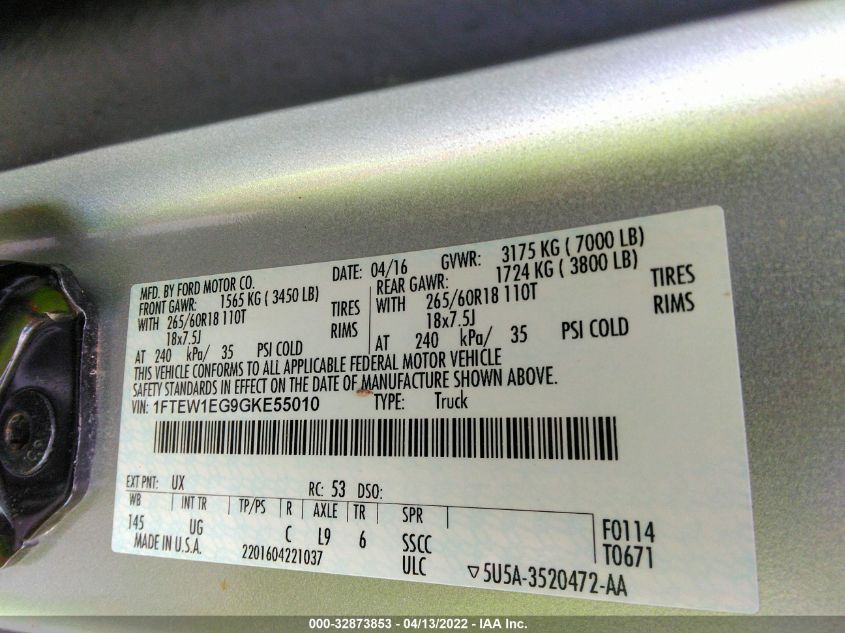 MFD. BY FORD MOTOR CO.
DATE: 04/16 GVWR: 3175 KG ( 7000 LB)
FRONT GAWR: 1565 KG ( 3450 LB)
REAR GAWR: 1724 KG ( 3800 LB)
WITH 265/60R18 110T TIRES
WITH 265/60R18 110T TIRES
18x7.5J RIMS
18x7.5J RIMS
AT 240 kPa/ 35 PSI COLD
AT 240 kPa/ 35 PSI COLD
THIS VEHICLE CONFORMS TO ALL APPLICABLE FEDERAL MOTOR VEHICLE
SAFETY STANDARDS IN EFFECT ON THE DATE OF MANUFACTURE SHOWN ABOVE.
VIN: 1FTEW1EG9GKE55010 TYPE: Truck
EXT PNT: UX RC: 53 DSO:
WB INT TR TP/PS R AXLE TR SPR
145 UG C L9 6 SSCC
F0114
T0671
MADE IN U.S.A. 2201604221037 ULC
▽5U5A-3520472-AA
000-32873853 - 04/13/2022 - IAA Inc.